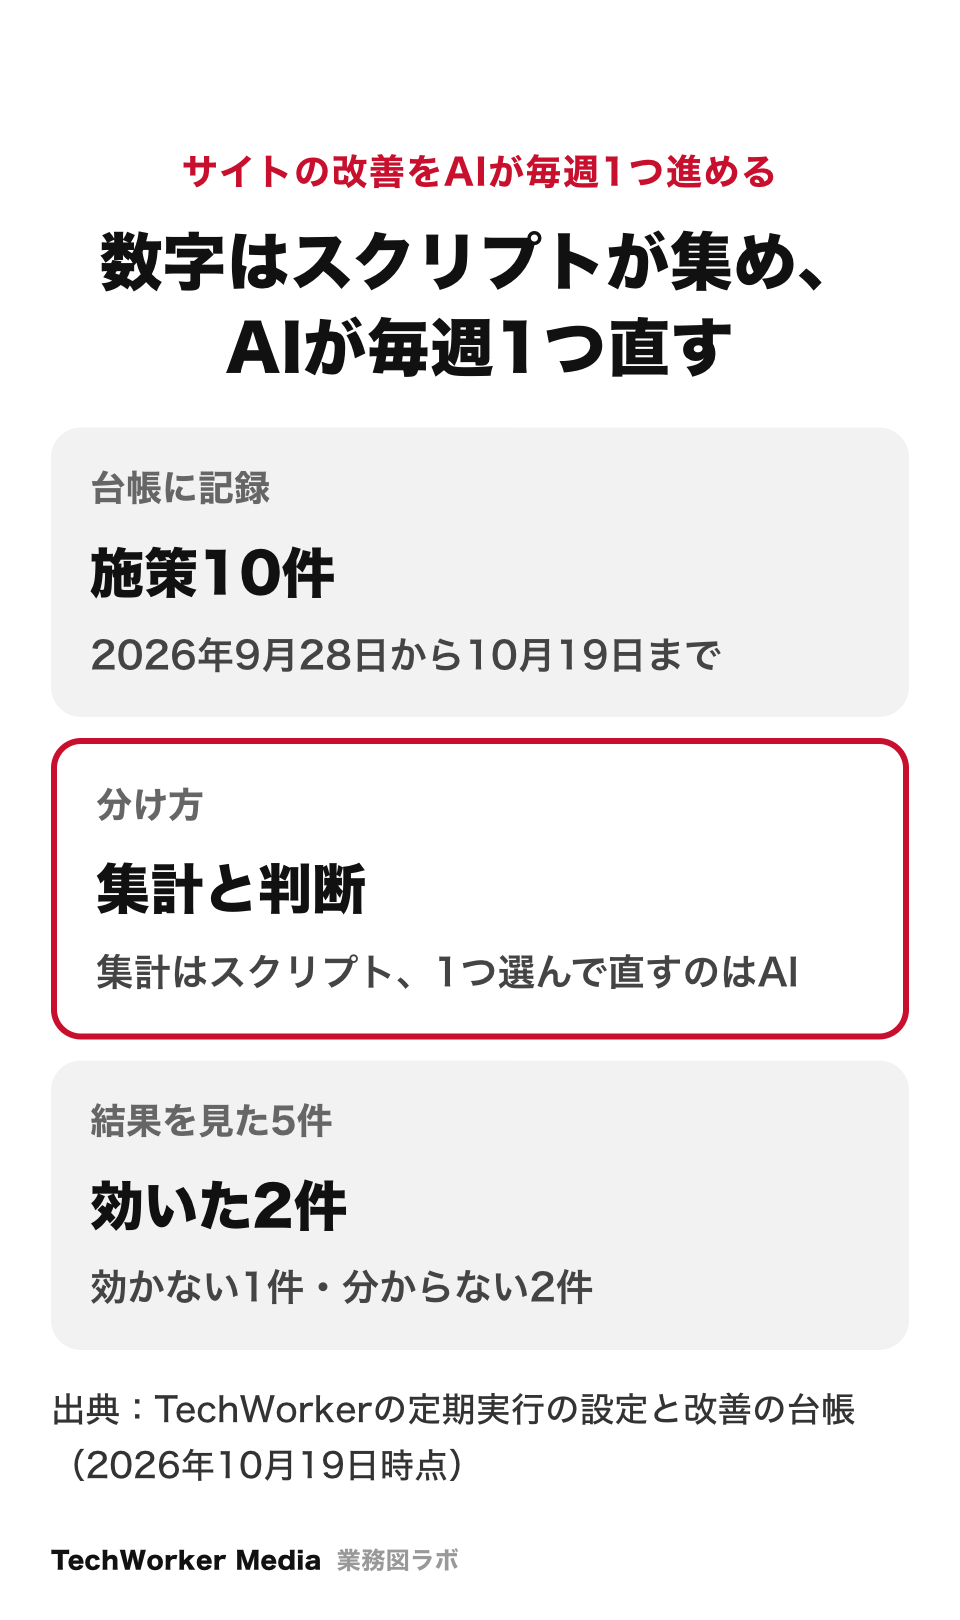 サイトの改善をAIが毎週1つ進める
数字はスクリプトが集め、
AIが毎週1つ直す
台帳に記録
施策10件
2026年9月28日から10月19日まで
分け方
集計と判断
集計はスクリプト、1つ選んで直すのはAI
結果を見た5件
効いた2件
効かない1件・分からない2件
出典：TechWorkerの定期実行の設定と改善の台帳
（2026年10月19日時点）
TechWorker Media 業務図ラボ